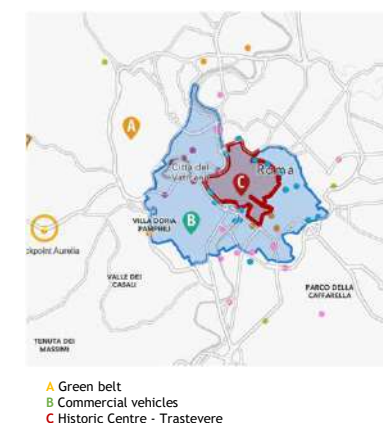 A
Città del
Vaticano
Roma
C
B
VILLA DORIA
PAMPHILI
ckpoint Aurelia
VALLE DEI
CASALI
PARCO DELLA
CAFFARELLA
TENUTA DEI
MASSIMI
A Green belt
B Commercial vehicles
C Historic Centre - Trastevere